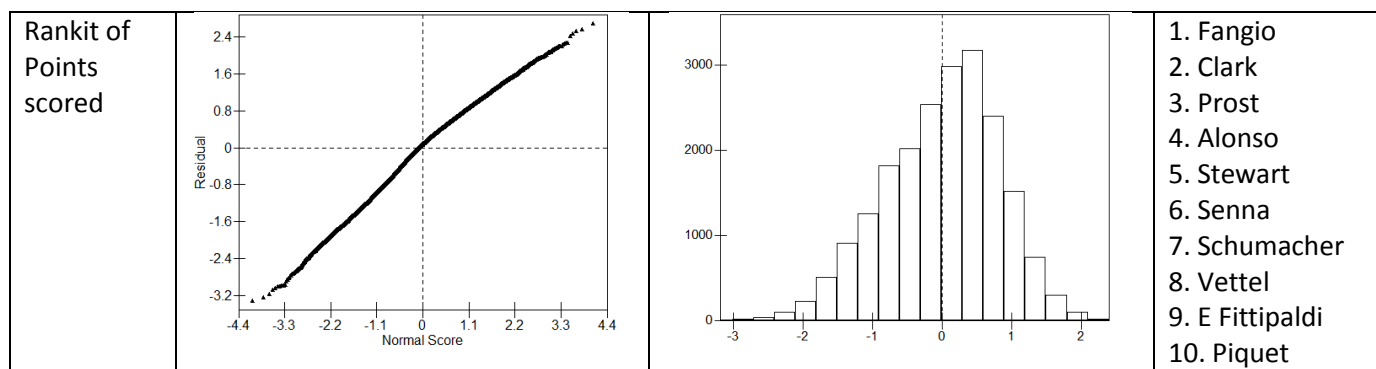 Rankit of
Points
scored
2.4
1.6
0.8
0
-0.8
-1.6
-2.4
-3.2
Residual
-4.4 -3.3 -2.2 -1.1 0 1.1 2.2 3.3 4.4
Normal Score
3000
2000
1000
0
-3 -2 -1 0 1 2
1. Fangio
2. Clark
3. Prost
4. Alonso
5. Stewart
6. Senna
7. Schumacher
8. Vettel
9. E Fittipaldi
10. Piquet